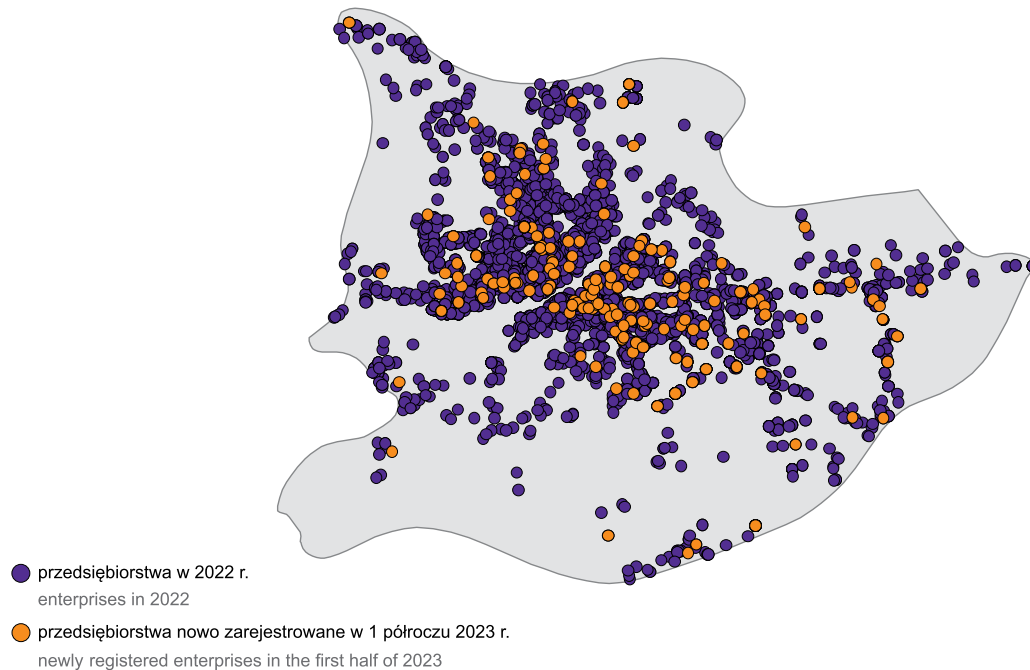 przedsiębiorstwa w 2022 r.
enterprises in 2022
przedsiębiorstwa nowo zarejestrowane w 1 półroczu 2023 r.
newly registered enterprises in the first half of 2023